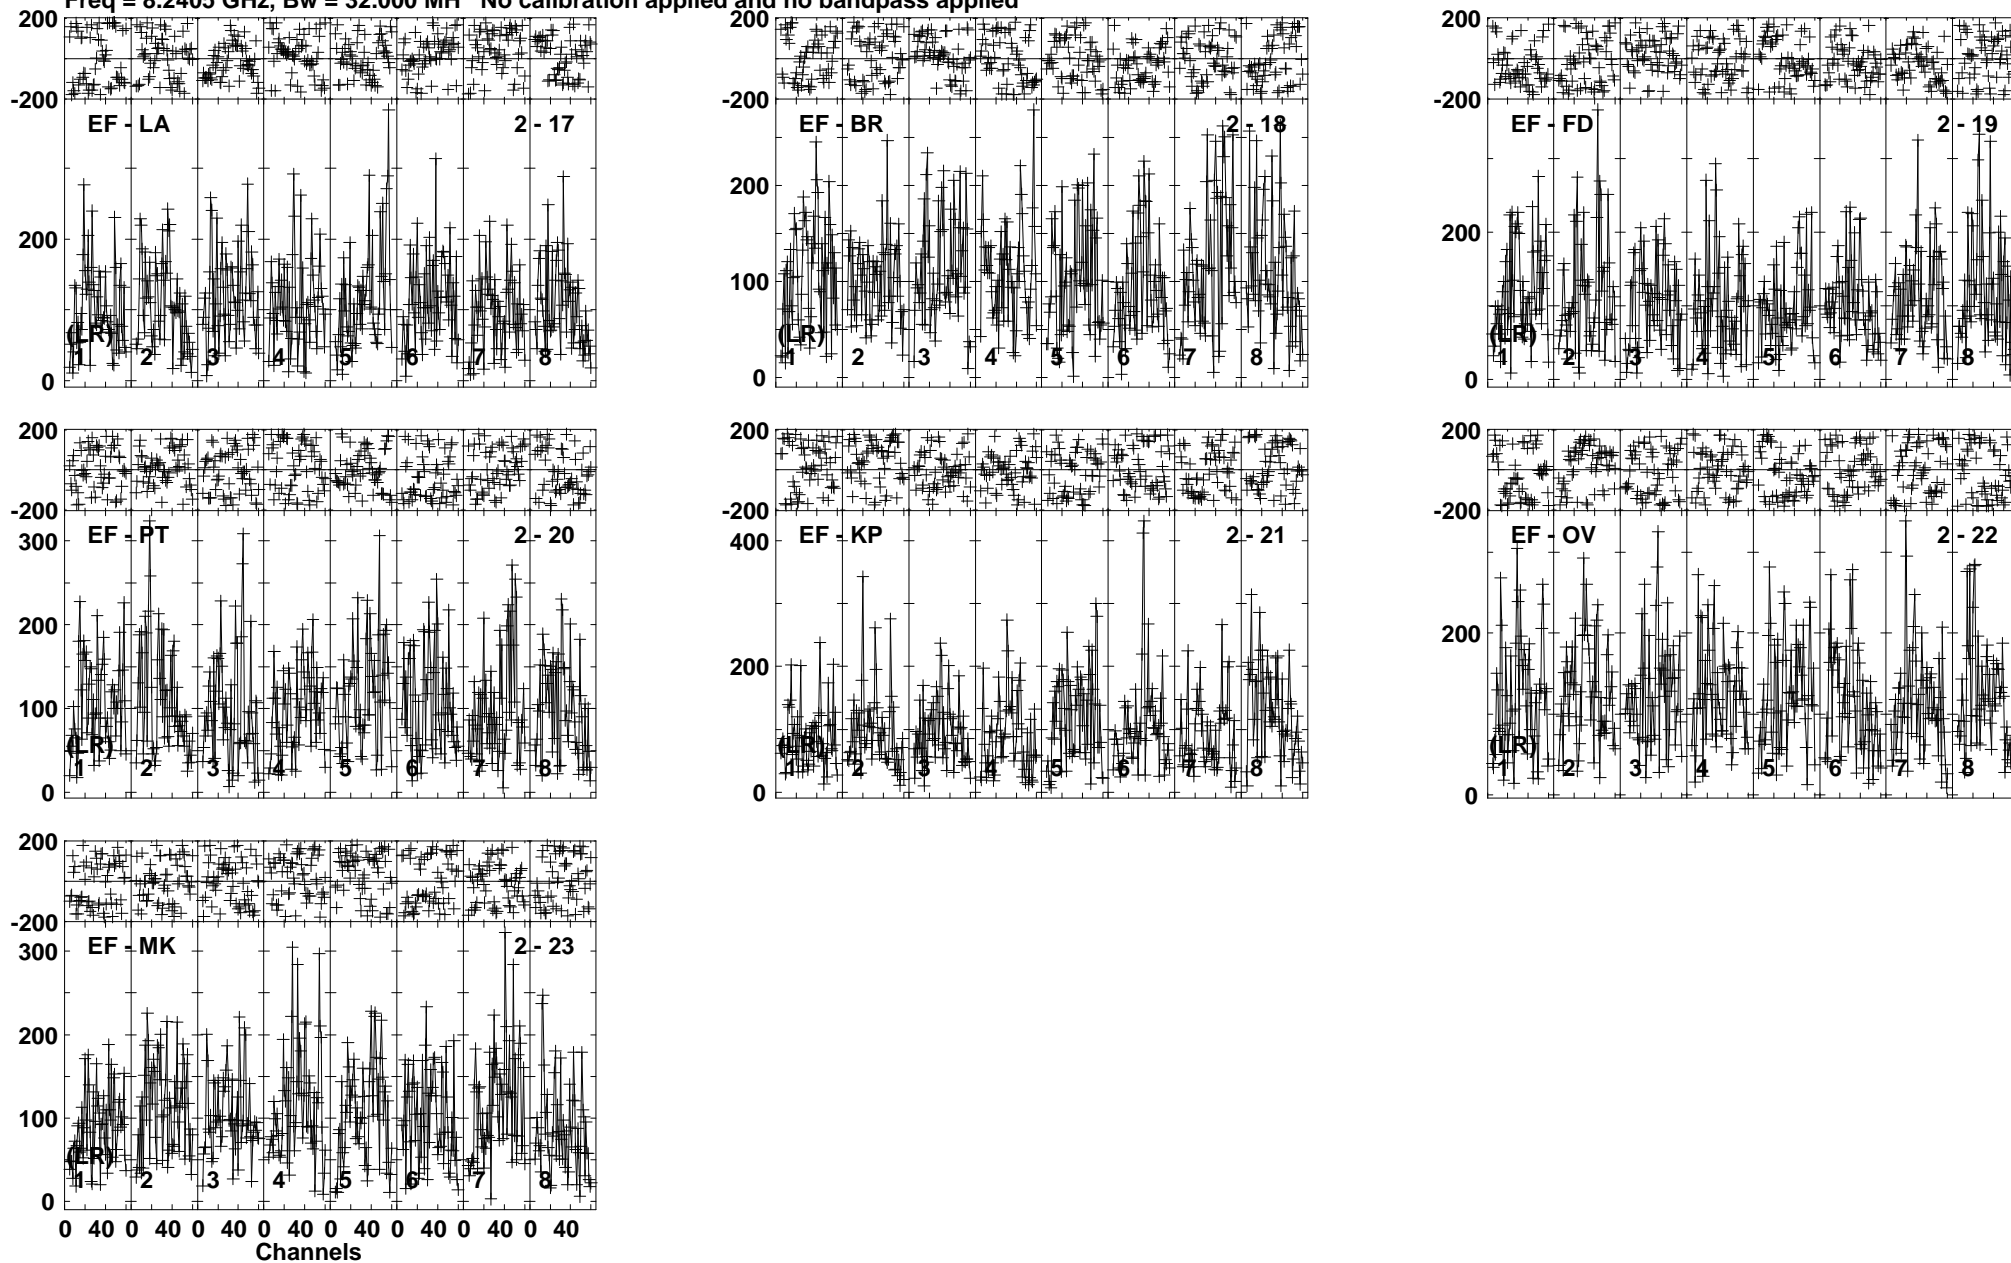 Freq = 8.2405 GHz, Bw = 32.000 MH No calibration applied and no bandpass applied
200 200 200
-200 -200 -200
EF - LA 2 - 17 EF - BR 2 - 18 EF - FD 2 - 19
200 200 200
100
(LR) (LR) (LR)
1 2 3 4 5 6 7 8 1 2 3 4 5 6 7 8 1 2 3 4 5 6 7 8
0 0 0
200 200 200
-200 -200 -200
EF - PT 2 - 20 EF - KP 2 - 21 EF - OV 2 - 22
300 400
200 200 200
100
(LR) (LR) (LR)
1 2 3 4 5 6 7 8 1 2 3 4 5 6 7 8 1 2 3 4 5 6 7 8
0 0 0
200
-200
EF - MK 2 - 23
300
200
100
(LR)
1 2 3 4 5 6 7 8
0
0 40 0 40 0 40 0 40 0 40 0 40 0 40 0 40
Channels